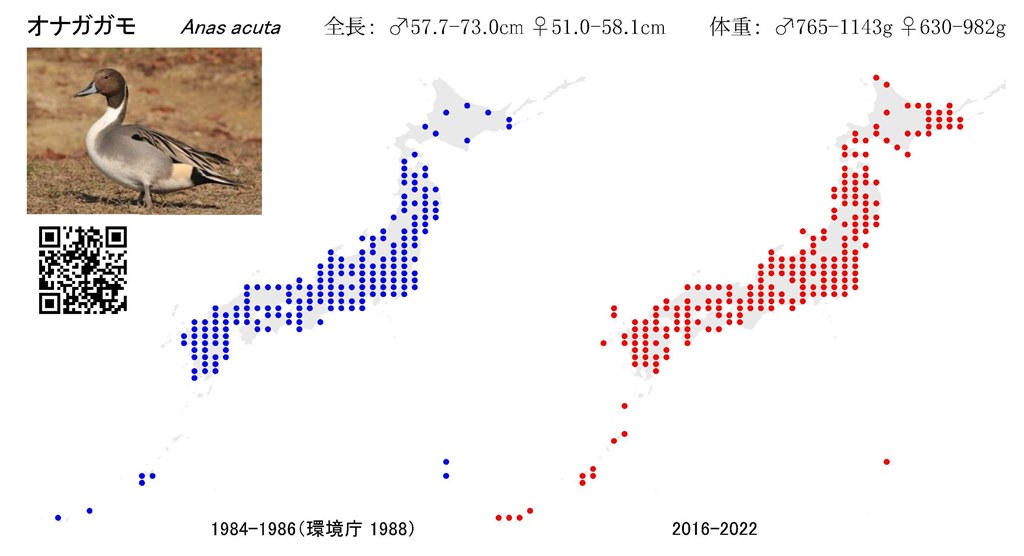 オナガガモ Anas acuta 全長: ♂57.7-73.0cm ♀51.0-58.1cm 体重: ♂765-1143g ♀630-982g
1984-1986(環境庁 1988) 2016-2022